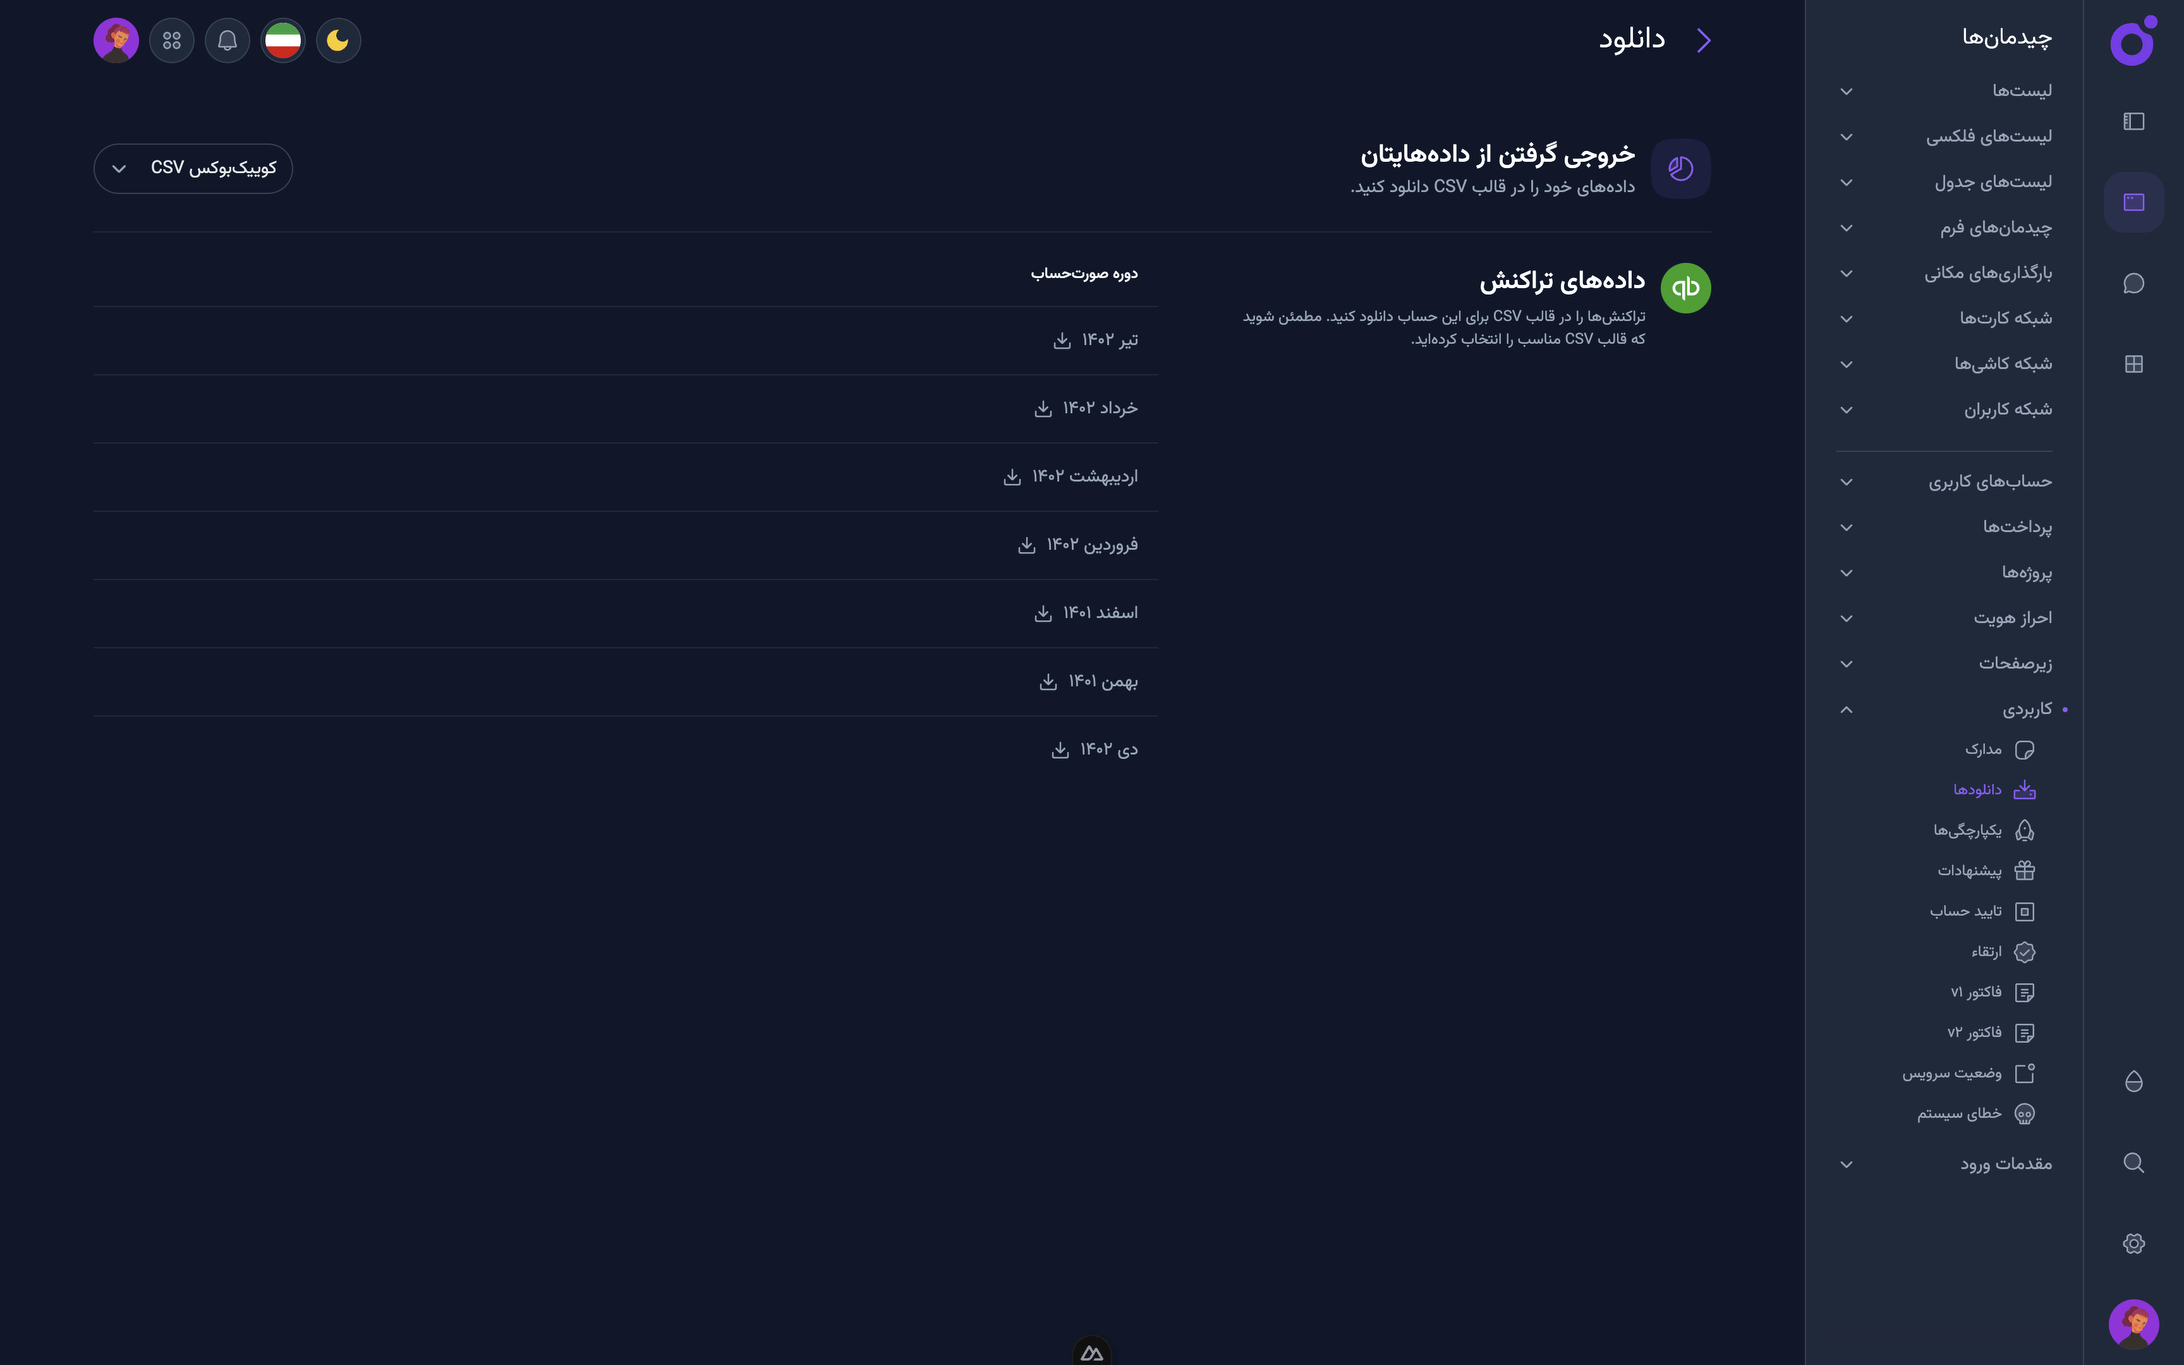 چیدمان‌ها
لیست‌ها
لیست‌های فلکسی
لیست‌های جدول
چیدمان‌های فرم
بارگذاری‌های مکانی
شبکه کارت‌ها
شبکه کاشی‌ها
شبکه کاربران
حساب‌های کاربری
پرداخت‌ها
پروژه‌ها
احراز هویت
زیرصفحات
کاربردی
مدارک
دانلودها
یکپارچگی‌ها
پیشنهادات
تایید حساب
ارتقاء
فاکتور v۱
فاکتور v۲
وضعیت سرویس
خطای سیستم
مقدمات ورود
دانلود
خروجی گرفتن از داده‌هایتان
داده‌های خود را در قالب CSV دانلود کنید.
کوییک‌بوکس CSV
qb
داده‌های تراکنش
تراکنش‌ها را در قالب CSV برای این حساب دانلود کنید. مطمئن شوید
که قالب CSV مناسب را انتخاب کرده‌اید.
دوره صورت‌حساب
تیر ۱۴۰۲
خرداد ۱۴۰۲
اردیبهشت ۱۴۰۲
فروردین ۱۴۰۲
اسفند ۱۴۰۱
بهمن ۱۴۰۱
دی ۱۴۰۲